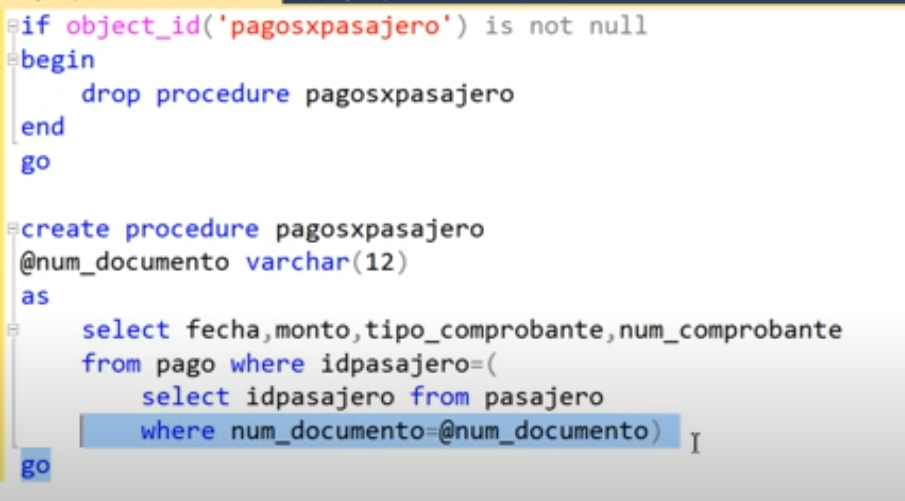 if object_id('pagosxpasajero') is not null
begin
drop procedure pagosxpasajero
end
go
create procedure pagosxpasajero
@num_documento varchar(12)
as
select fecha,monto,tipo_comprobante,num_comprobante
from pago where idpasajero=(
select idpasajero from pasajero
where num_documento=@num_documento)
go